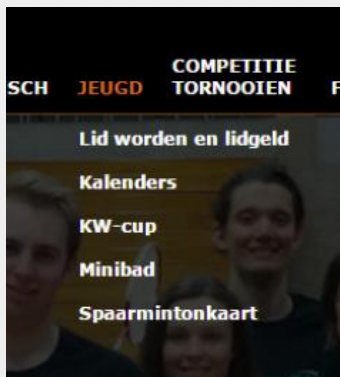 COMPETITIE
SCH JEUGD TORNOOIEN F
Lid worden en lidgeld
Kalenders
KW-cup
Minibad
Spaarmintonkaart